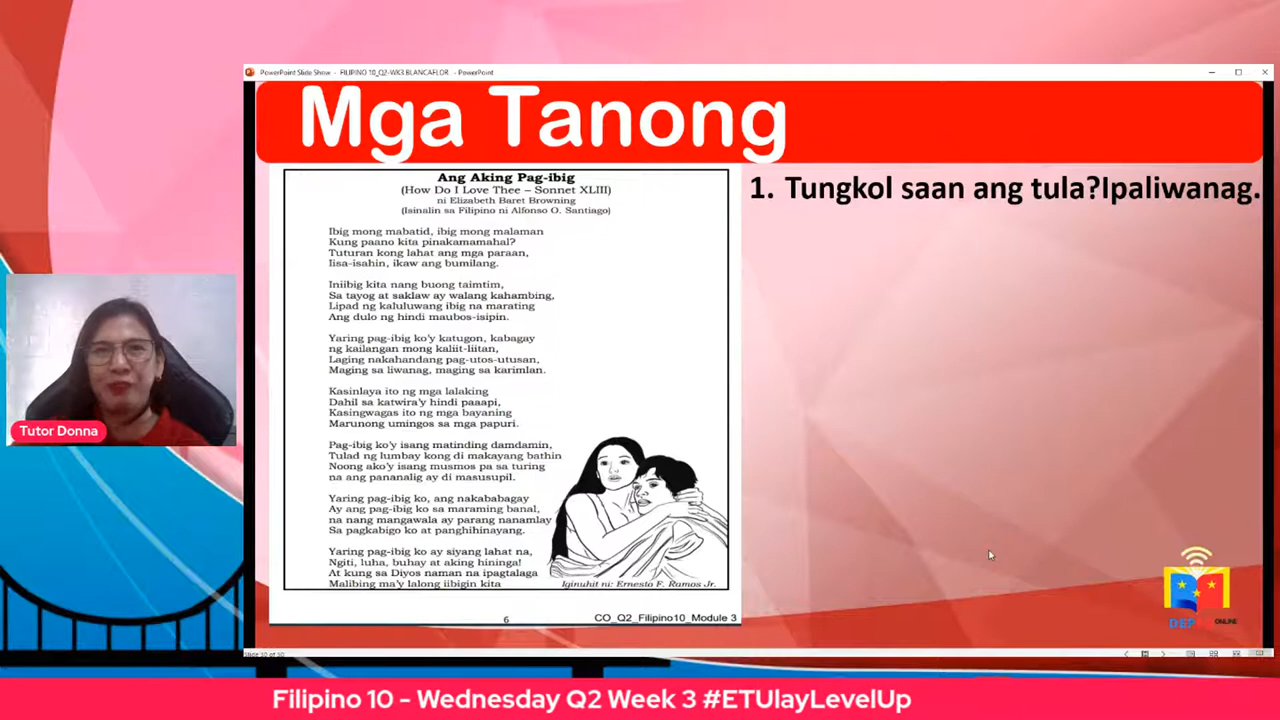 PowerPoint Slide Show - FILIPINO 10_Q2-WK3 BLANCAFLOR - PowerPoint
Mga Tanong
Ang Aking Pag-ibig
(How Do I Love Thee – Sonnet XLIII)
ni Elizabeth Baret Browning
(Isinalin sa Filipino ni Alfonso O. Santiago)
Ibig mong mabatid, ibig mong malaman
Kung paano kita pinakamamahal?
Tuturan kong lahat ang mga paraan,
Iisa-isahin, ikaw ang bumilang.
Iniibig kita nang buong taimtim,
Sa tayog at saklaw ay walang kahambing,
Lipad ng kaluluwang ibig na marating
Ang dulo ng hindi maubos-isipin.
Yaring pag-ibig ko'y katugon, kabagay
ng kailangan mong kaliit-liitan,
Laging nakahandang pag-utos-utusan,
Maging sa liwanag, maging sa karimlan.
Kasinlaya ito ng mga lalaking
Dahil sa katwira'y hindi paaapi,
Kasingwagas ito ng mga bayaning
Marunong umingos sa mga papuri.
Pag-ibig ko'y isang matinding damdamin,
Tulad ng lumbay kong di makayang bathin
Noong ako'y isang musmos pa sa turing
na ang pananalig ay di masusupil.
Yaring pag-ibig ko, ang nakababagay
Ay ang pag-ibig ko sa maraming banal,
na nang mangawala ay parang nanamlay
Sa pagkabigo ko at panghihinayang.
Yaring pag-ibig ko ay siyang lahat na,
Ngiti, luha, buhay at aking hininga!
At kung sa Diyos naman na ipagtalaga
Malibing ma'y lalong iibigin kita
Iginuhit ni: Ernesto F. Ramos Jr.
6
CO_Q2_Filipino10_Module 3
1. Tungkol saan ang tula?Ipaliwanag.
Tutor Donna
DEP
ONLINE
Filipino 10 - Wednesday Q2 Week 3 #ETUlayLevelUp